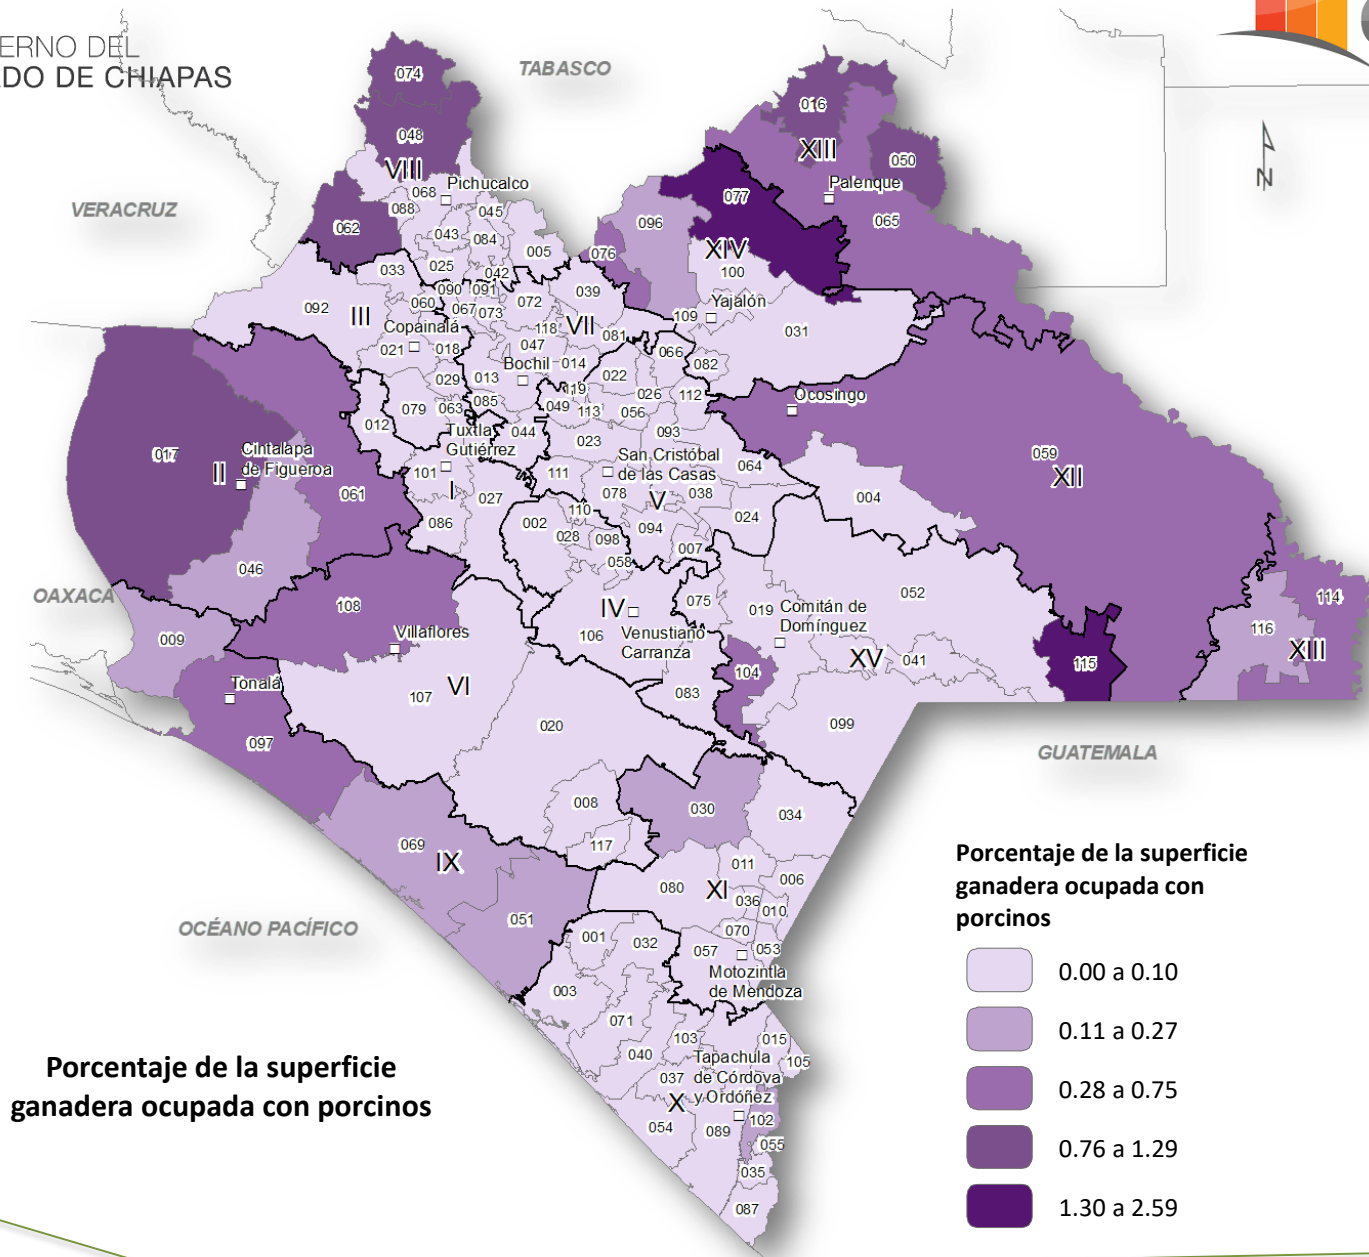 ERNO DEL
ADO DE CHIAPAS
TABASCO
VERACRUZ
OAXACA
OCÉANO PACÍFICO
GUATEMALA
N
074
048
VIII
068
Pichucalco
088
045
062
043
084
005
033
025
042
016
XIII
050
Palenque
077
065
096
076
XIV
100
090
091
039
092
III
060
067
073
072
109
Yajalón
031
Copainalá
118
VII
081
021
018
047
066
082
Bochil
014
029
013
022
119
026
112
Ocosingo
079
063
085
049
113
056
012
Tuxtla
Gutiérrez
044
023
093
059
XII
017
II
Cintalapa
de Figueroa
061
101
I
027
111
San Cristóbal
de las Casas
064
004
078
V
038
086
002
110
028
098
094
024
007
058
046
108
IV
075
019
Comitán de
Domínguez
052
114
116
XIII
009
Villaflores
106
Venustiano
Carranza
XV
041
115
Tonalá
107
VI
104
083
097
020
099
008
030
034
069
IX
117
011
080
XI
006
036
010
051
070
001
032
057
053
Motozintla
de Mendoza
003
071
103
015
040
Tapachula
de Córdova
y Ordóñez
105
037
X
102
054
089
055
035
087
Porcentaje de la superficie
ganadera ocupada con
porcinos
0.00 a 0.10
0.11 a 0.27
0.28 a 0.75
0.76 a 1.29
1.30 a 2.59
Porcentaje de la superficie
ganadera ocupada con porcinos